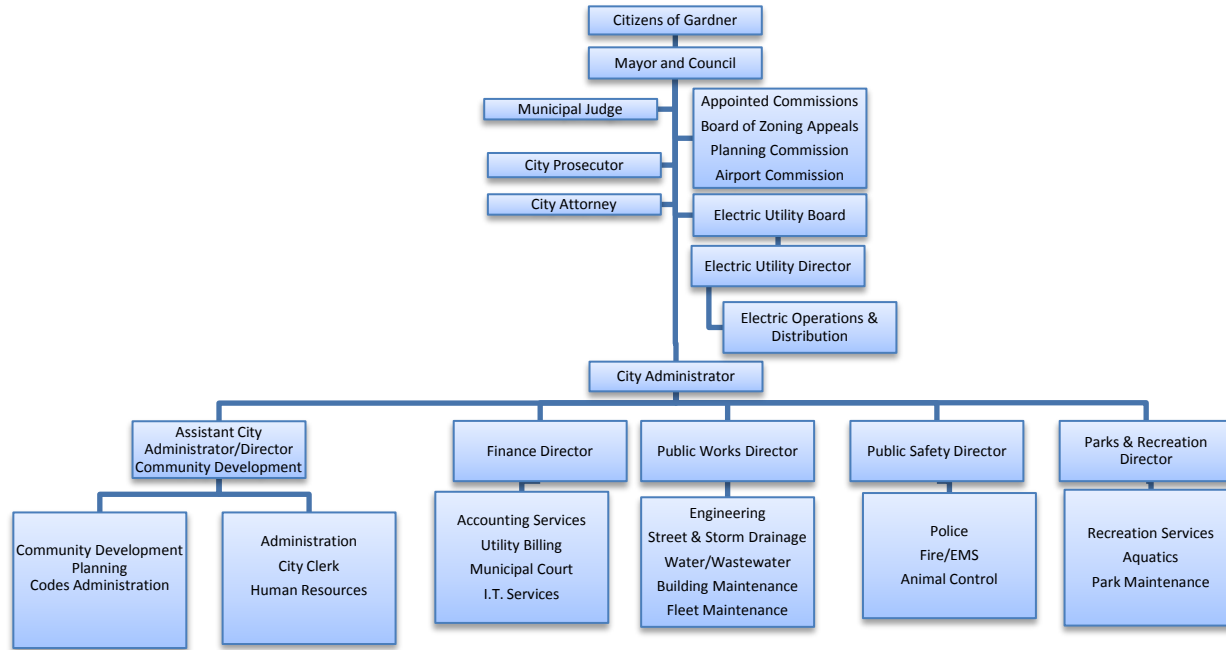 Citizens of Gardner
Mayor and Council
Municipal Judge
Appointed Commissions
Board of Zoning Appeals
Planning Commission
Airport Commission
City Prosecutor
City Attorney
Electric Utility Board
Electric Utility Director
Electric Operations &
Distribution
City Administrator
Assistant City
Administrator/Director
Community Development
Finance Director
Public Works Director
Public Safety Director
Parks & Recreation
Director
Community Development
Planning
Codes Administration
Administration
City Clerk
Human Resources
Accounting Services
Utility Billing
Municipal Court
I.T. Services
Engineering
Street & Storm Drainage
Water/Wastewater
Building Maintenance
Fleet Maintenance
Police
Fire/EMS
Animal Control
Recreation Services
Aquatics
Park Maintenance